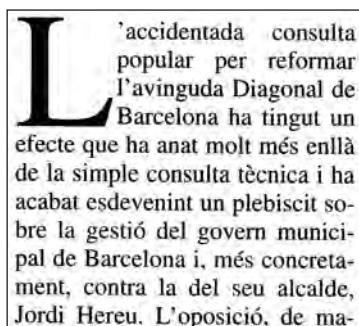 L'accidentada consulta
popular per reformar
l'avinguda Diagonal de
Barcelona ha tingut un
efecte que ha anat molt més enllà
de la simple consulta tècnica i ha
acabat esdevenint un plebiscit so-
bre la gestió del govern munici-
pal de Barcelona i, més concreta-
ment, contra la del seu alcalde,
Jordi Hereu. L'oposició, de ma-